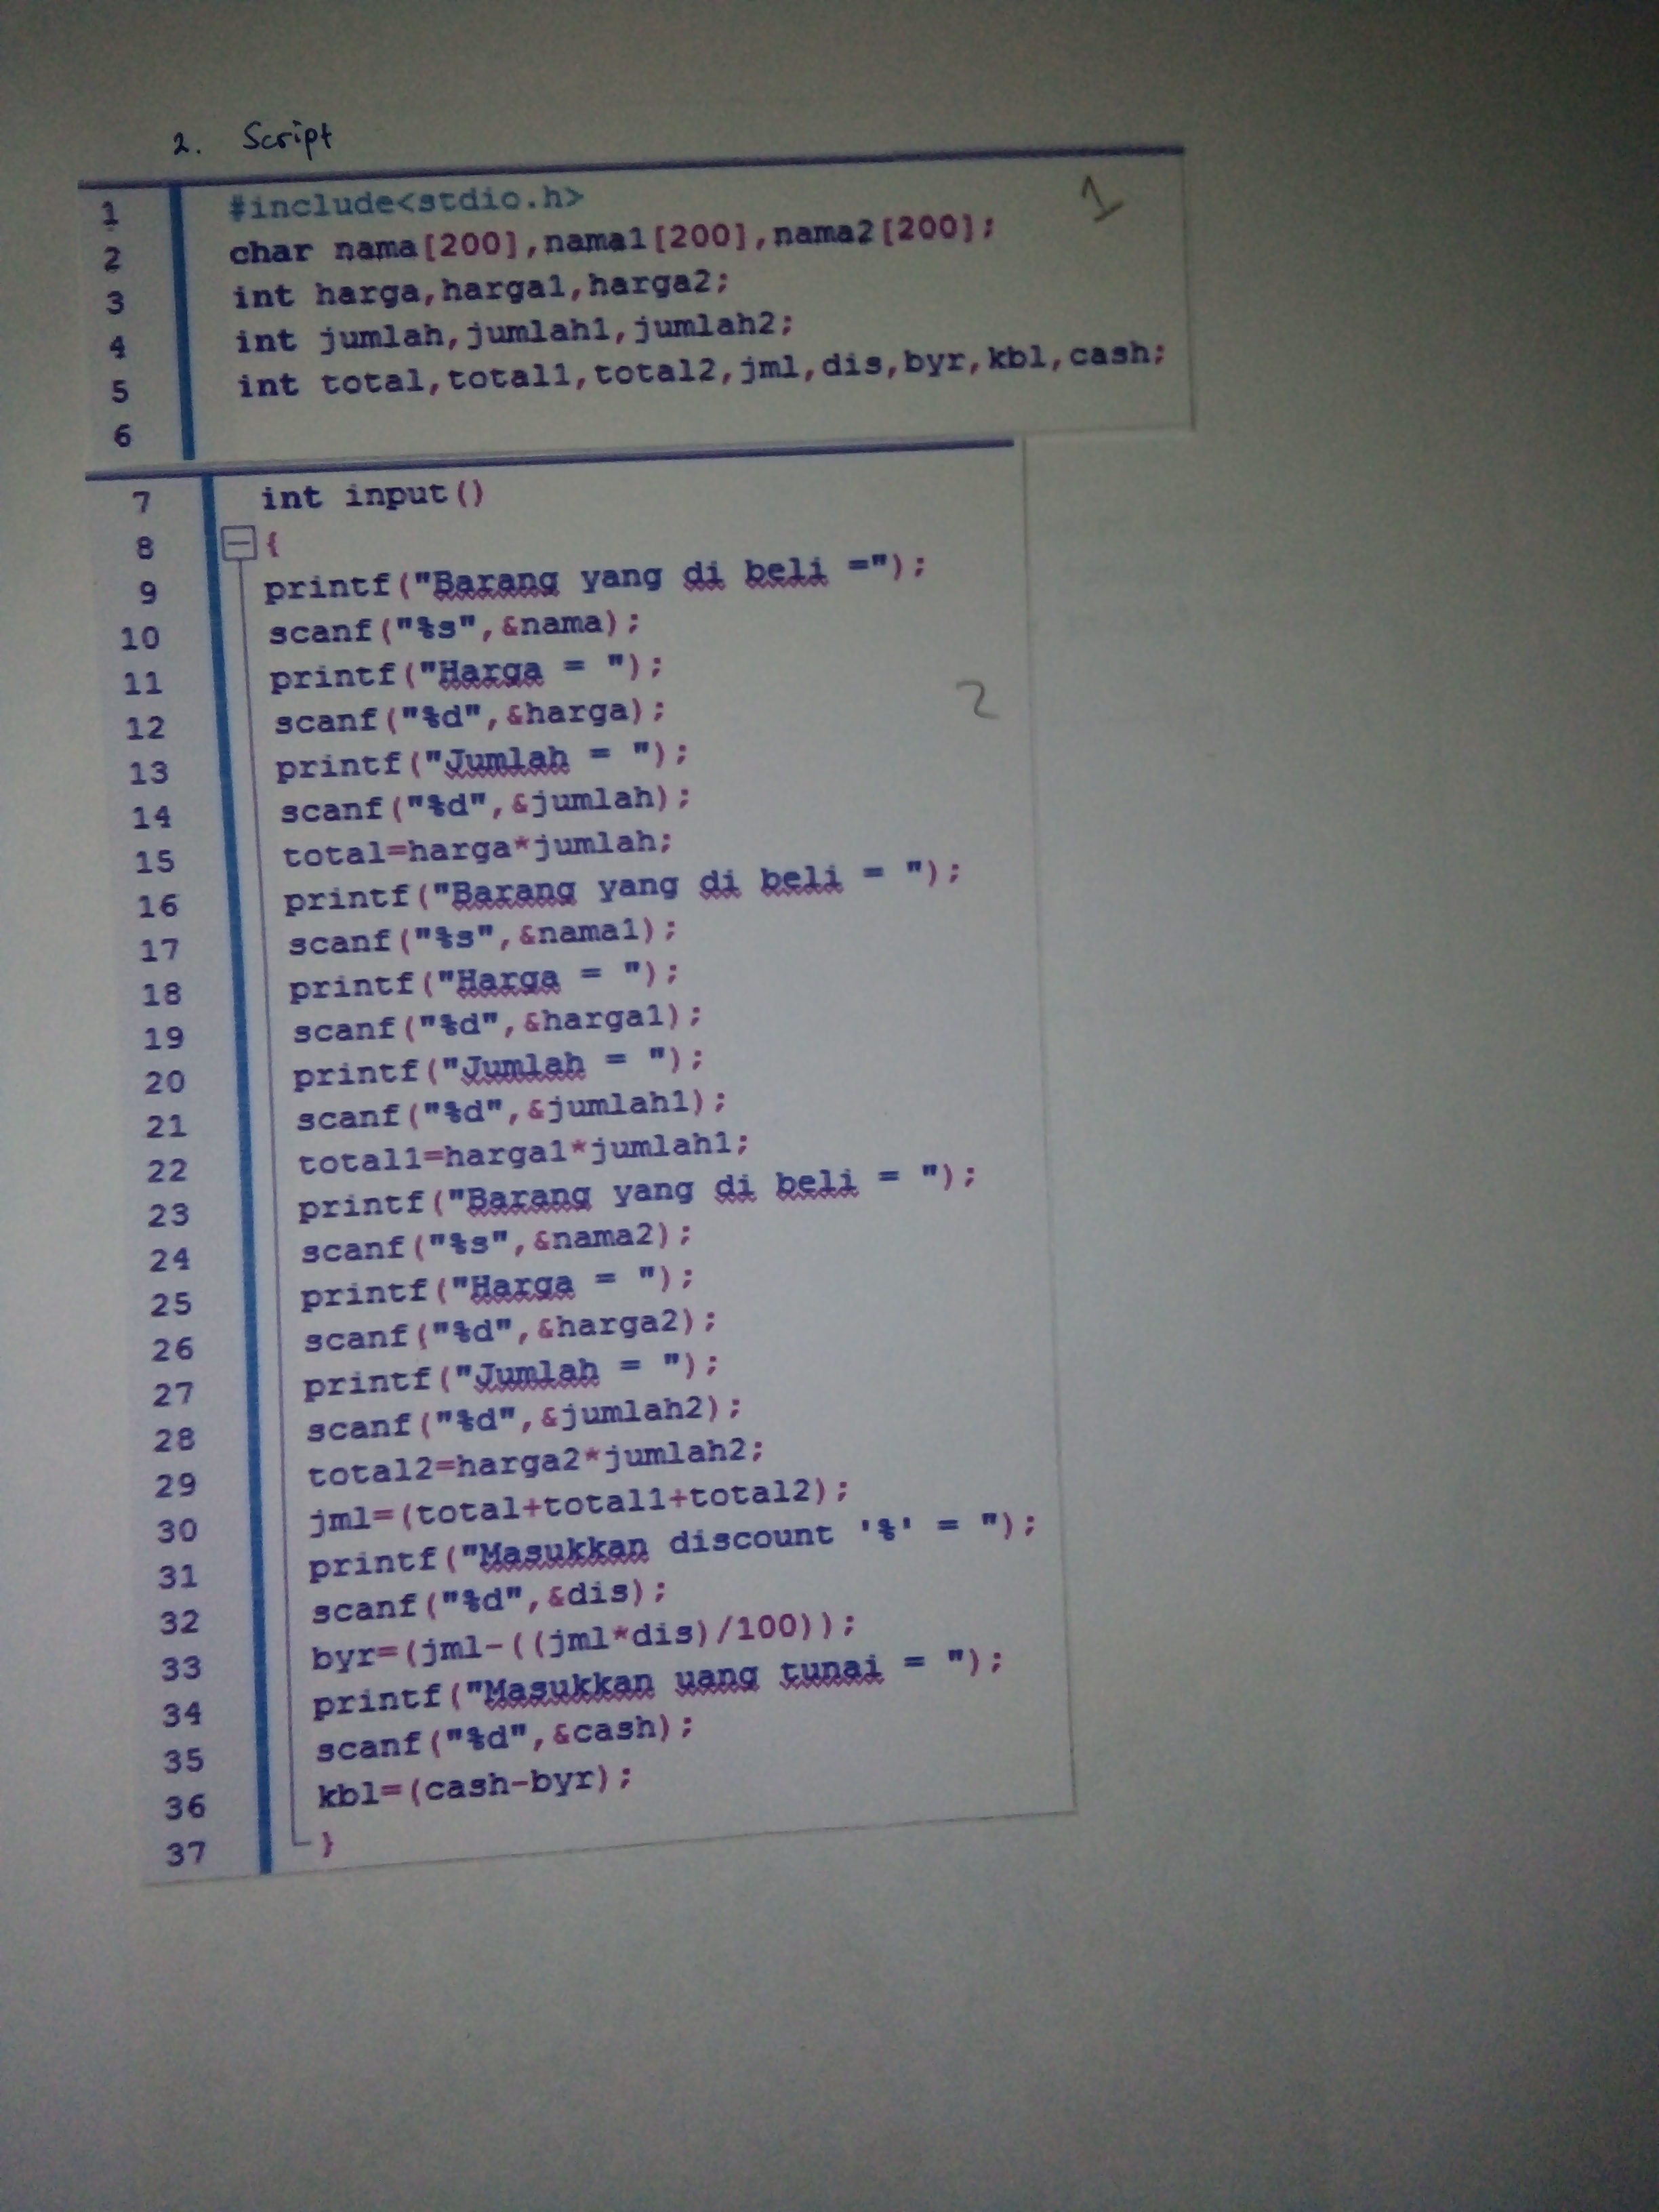 2. Script
1 #include<stdio.h> 1
2 char nama[200],nama1[200],nama2[200];
3 int harga,harga1,harga2;
4 int jumlah,jumlah1,jumlah2;
5 int total,total1,total2,jml,dis,byr,kbl,cash;
6
7 int input()
8 {
9 printf("Barang yang di beli =");
10 scanf("%s",&nama);
11 printf("Harga = ");
12 scanf("%d",&harga); 2
13 printf("Jumlah = ");
14 scanf("%d",&jumlah);
15 total=harga*jumlah;
16 printf("Barang yang di beli = ");
17 scanf("%s",&nama1);
18 printf("Harga = ");
19 scanf("%d",&harga1);
20 printf("Jumlah = ");
21 scanf("%d",&jumlah1);
22 total1=harga1*jumlah1;
23 printf("Barang yang di beli = ");
24 scanf("%s",&nama2);
25 printf("Harga = ");
26 scanf("%d",&harga2);
27 printf("Jumlah = ");
28 scanf("%d",&jumlah2);
29 total2=harga2*jumlah2;
30 jml=(total+total1+total2);
31 printf("Masukkan discount '%' = ");
32 scanf("%d",&dis);
33 byr=(jml-((jml*dis)/100));
34 printf("Masukkan uang tunai = ");
35 scanf("%d",&cash);
36 kbl=(cash-byr);
37 }